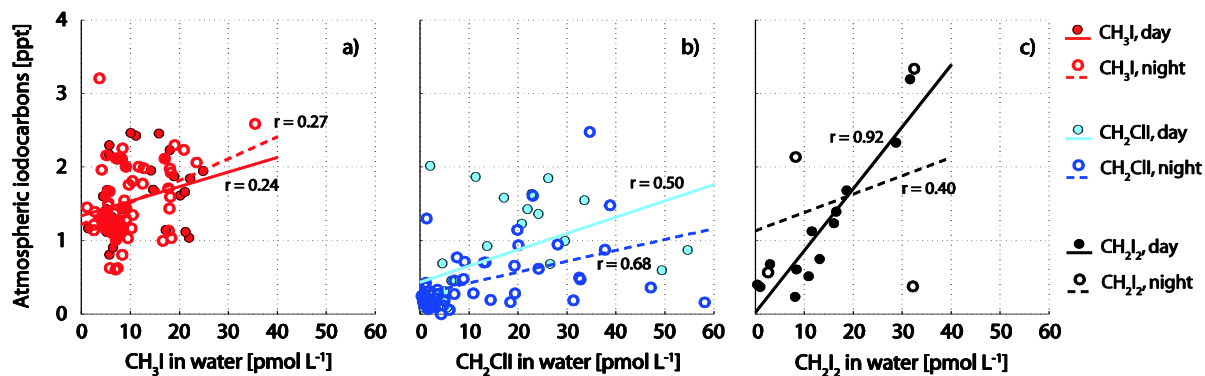 Atmospheric iodocarbons [ppt]
4
3
2
1
0
a)
r = 0.27
r = 0.24
0 10 20 30 40 50 60
CH₃I in water [pmol L⁻¹]
b)
r = 0.50
r = 0.68
0 10 20 30 40 50 60
CH₂ClI in water [pmol L⁻¹]
c)
r = 0.92
r = 0.40
0 10 20 30 40 50 60
CH₂I₂ in water [pmol L⁻¹]
CH₃I, day
CH₃I, night
CH₂ClI, day
CH₂ClI, night
CH₂I₂, day
CH₂I₂, night